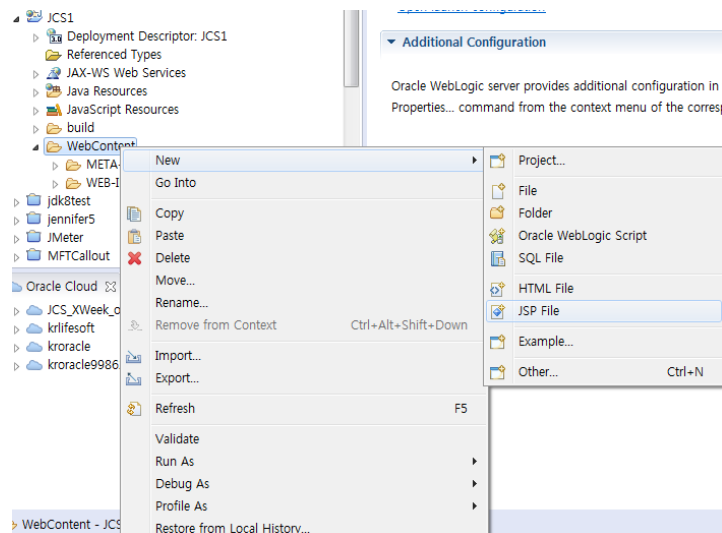 JCS1
Deployment Descriptor: JCS1
Referenced Types
JAX-WS Web Services
Java Resources
JavaScript Resources
build
WebContent
META-
WEB-I
jdk8test
jennifer5
JMeter
MFTCallout
Oracle Cloud
JCS_XWeek_o
krlifesoft
kroracle
kroracle9986
WebContent - JCS
Additional Configuration
Oracle WebLogic server provides additional configuration in
Properties... command from the context menu of the corresp
New
Go Into
Copy
Paste
Delete
Move...
Rename...
Remove from Context Ctrl+Alt+Shift+Down
Import...
Export...
Refresh F5
Validate
Run As
Debug As
Profile As
Restore from Local History...
Project...
File
Folder
Oracle WebLogic Script
SQL File
HTML File
JSP File
Example...
Other... Ctrl+N